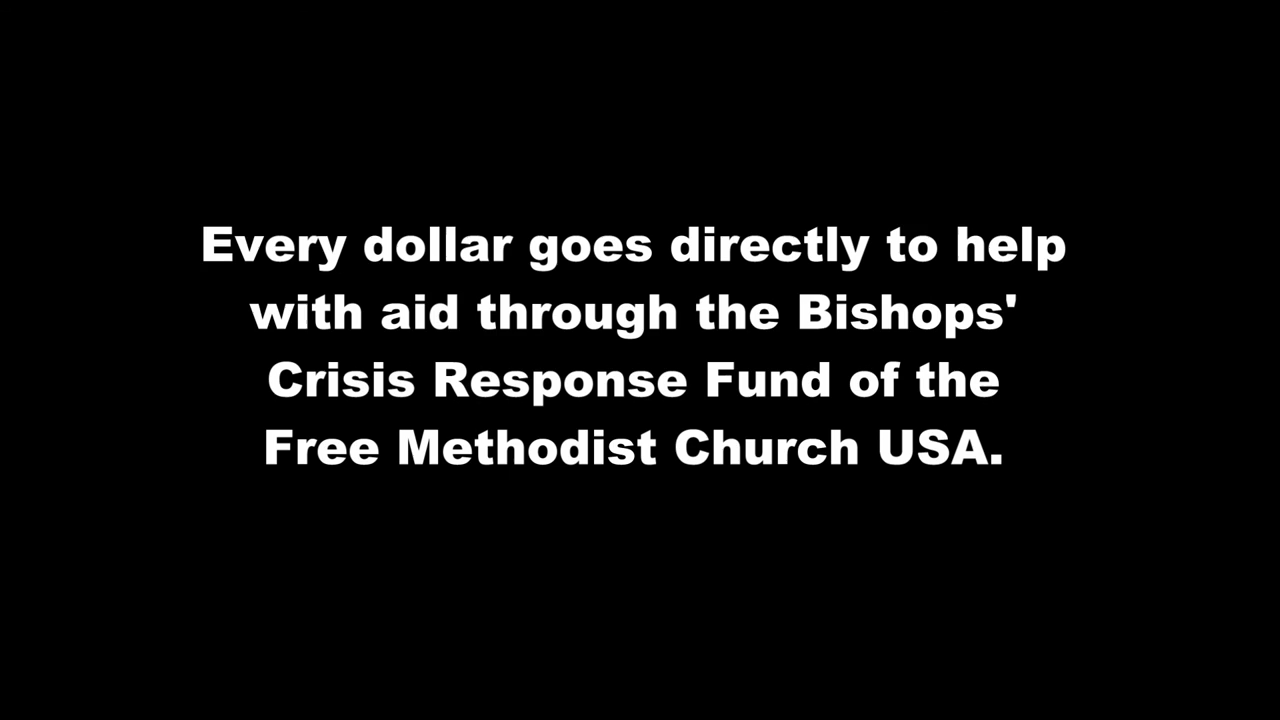 Every dollar goes directly to help
with aid through the Bishops'
Crisis Response Fund of the
Free Methodist Church USA.